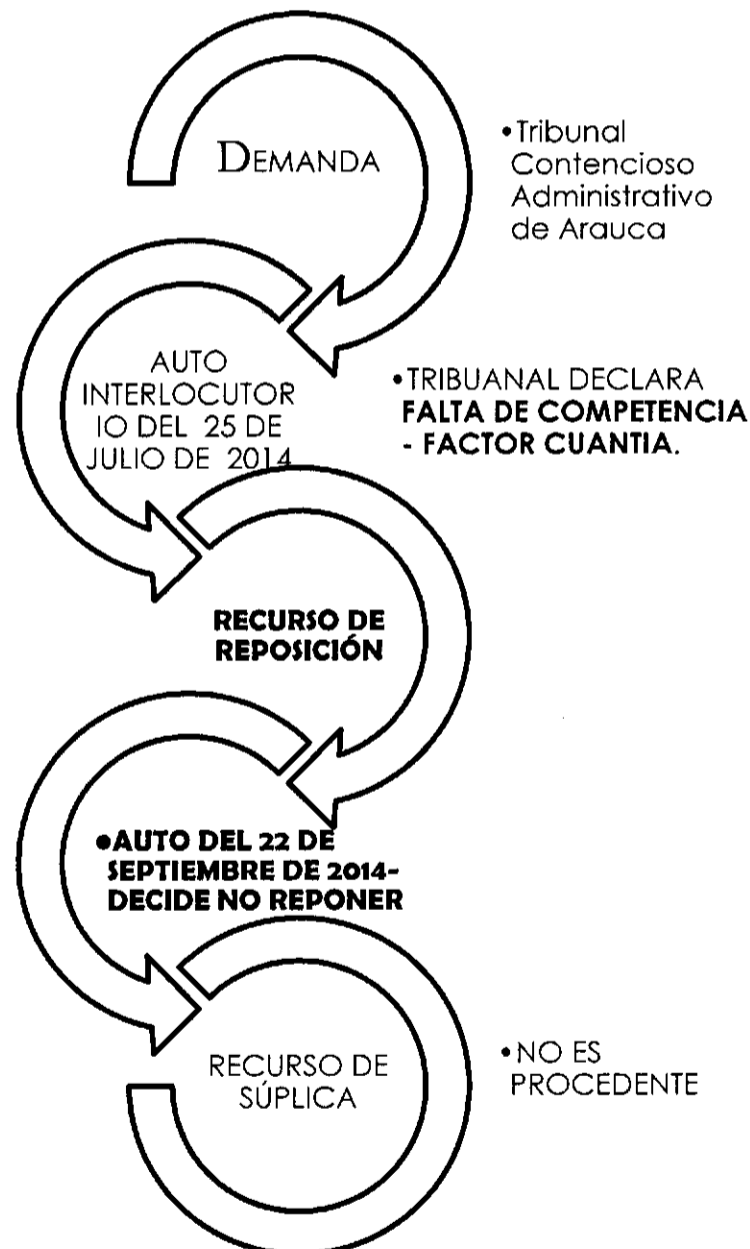 DEMANDA
•Tribunal
Contencioso
Administrativo
de Arauca
AUTO
INTERLOCUTOR
IO DEL 25 DE
JULIO DE 2014
•TRIBUANAL DECLARA
FALTA DE COMPETENCIA
- FACTOR CUANTIA.
RECURSO DE
REPOSICIÓN
•AUTO DEL 22 DE
SEPTIEMBRE DE 2014-
DECIDE NO REPONER
RECURSO DE
SÚPLICA
•NO ES
PROCEDENTE